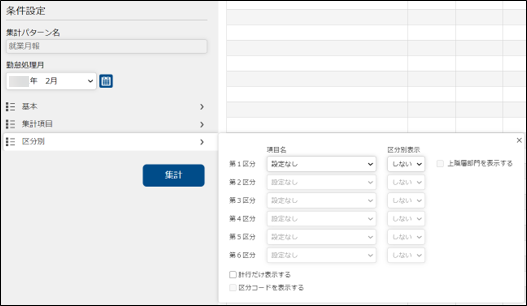 条件設定
集計パターン名
就業月報
勤怠処理月
年 2月
基本
集計項目
区分別
集計
項目名 区分別表示
第1区分 設定なし しない 上階層部門を表示する
第2区分 設定なし しない
第3区分 設定なし しない
第4区分 設定なし しない
第5区分 設定なし しない
第6区分 設定なし しない
計行だけ表示する
区分コードを表示する